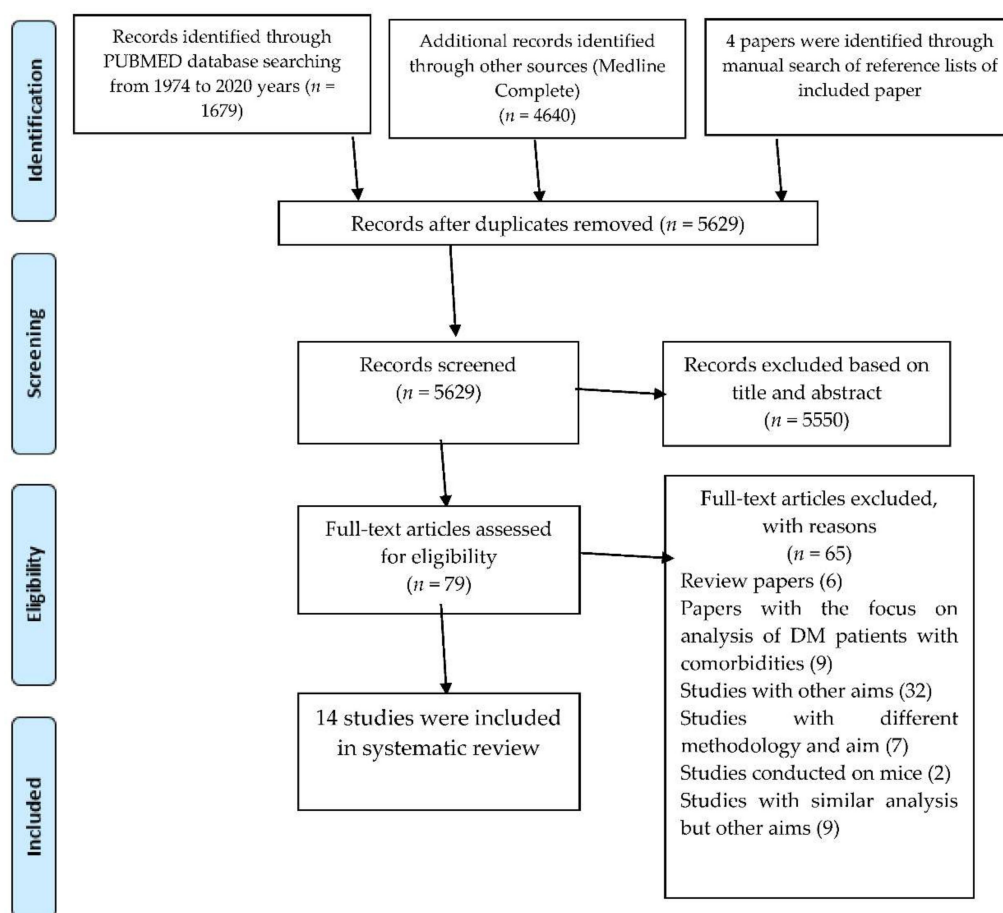 Identification
Records identified through
PUBMED database searching
from 1974 to 2020 years (n =
1679)
Additional records identified
through other sources (Medline
Complete)
(n = 4640)
4 papers were identified through
manual search of reference lists of
included paper
Records after duplicates removed (n = 5629)
Screening
Records screened
(n = 5629)
Records excluded based on
title and abstract
(n = 5550)
Eligibility
Full-text articles assessed
for eligibility
(n = 79)
Full-text articles excluded,
with reasons
(n = 65)
Review papers (6)
Papers with the focus on
analysis of DM patients with
comorbidities (9)
Studies with other aims (32)
Studies with different
methodology and aim (7)
Studies conducted on mice (2)
Studies with similar analysis
but other aims (9)
Included
14 studies were included
in systematic review